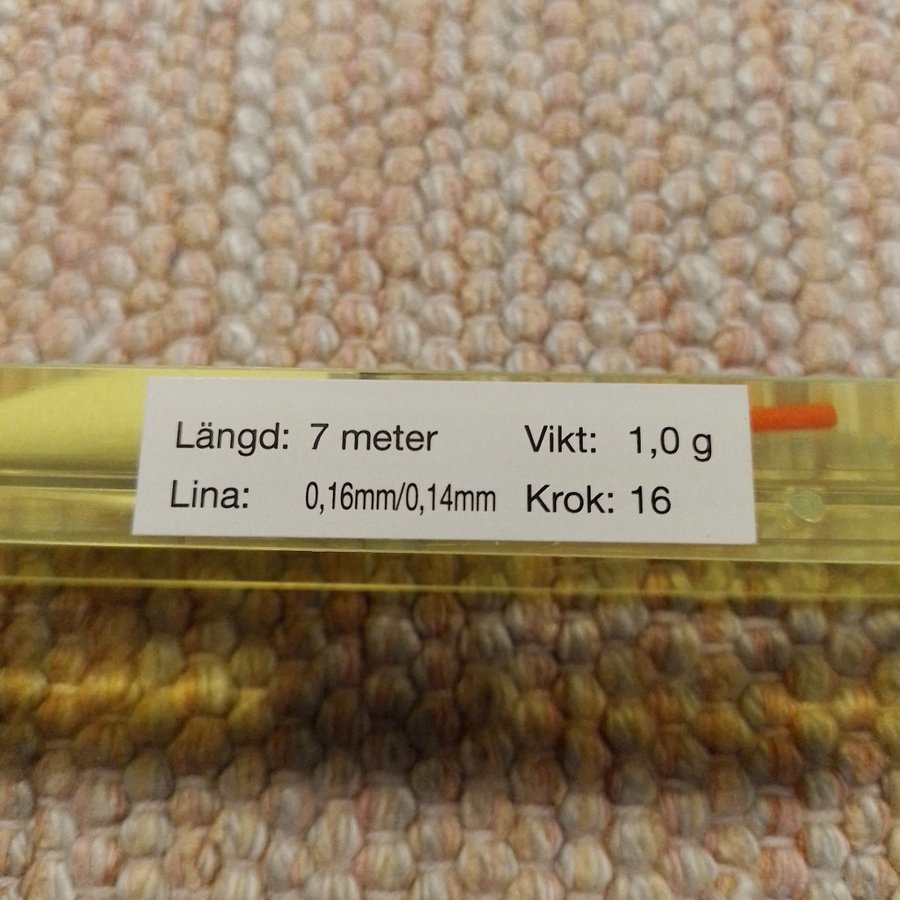 Längd: 7 meter Vikt: 1,0 g
Lina: 0,16mm/0,14mm Krok: 16